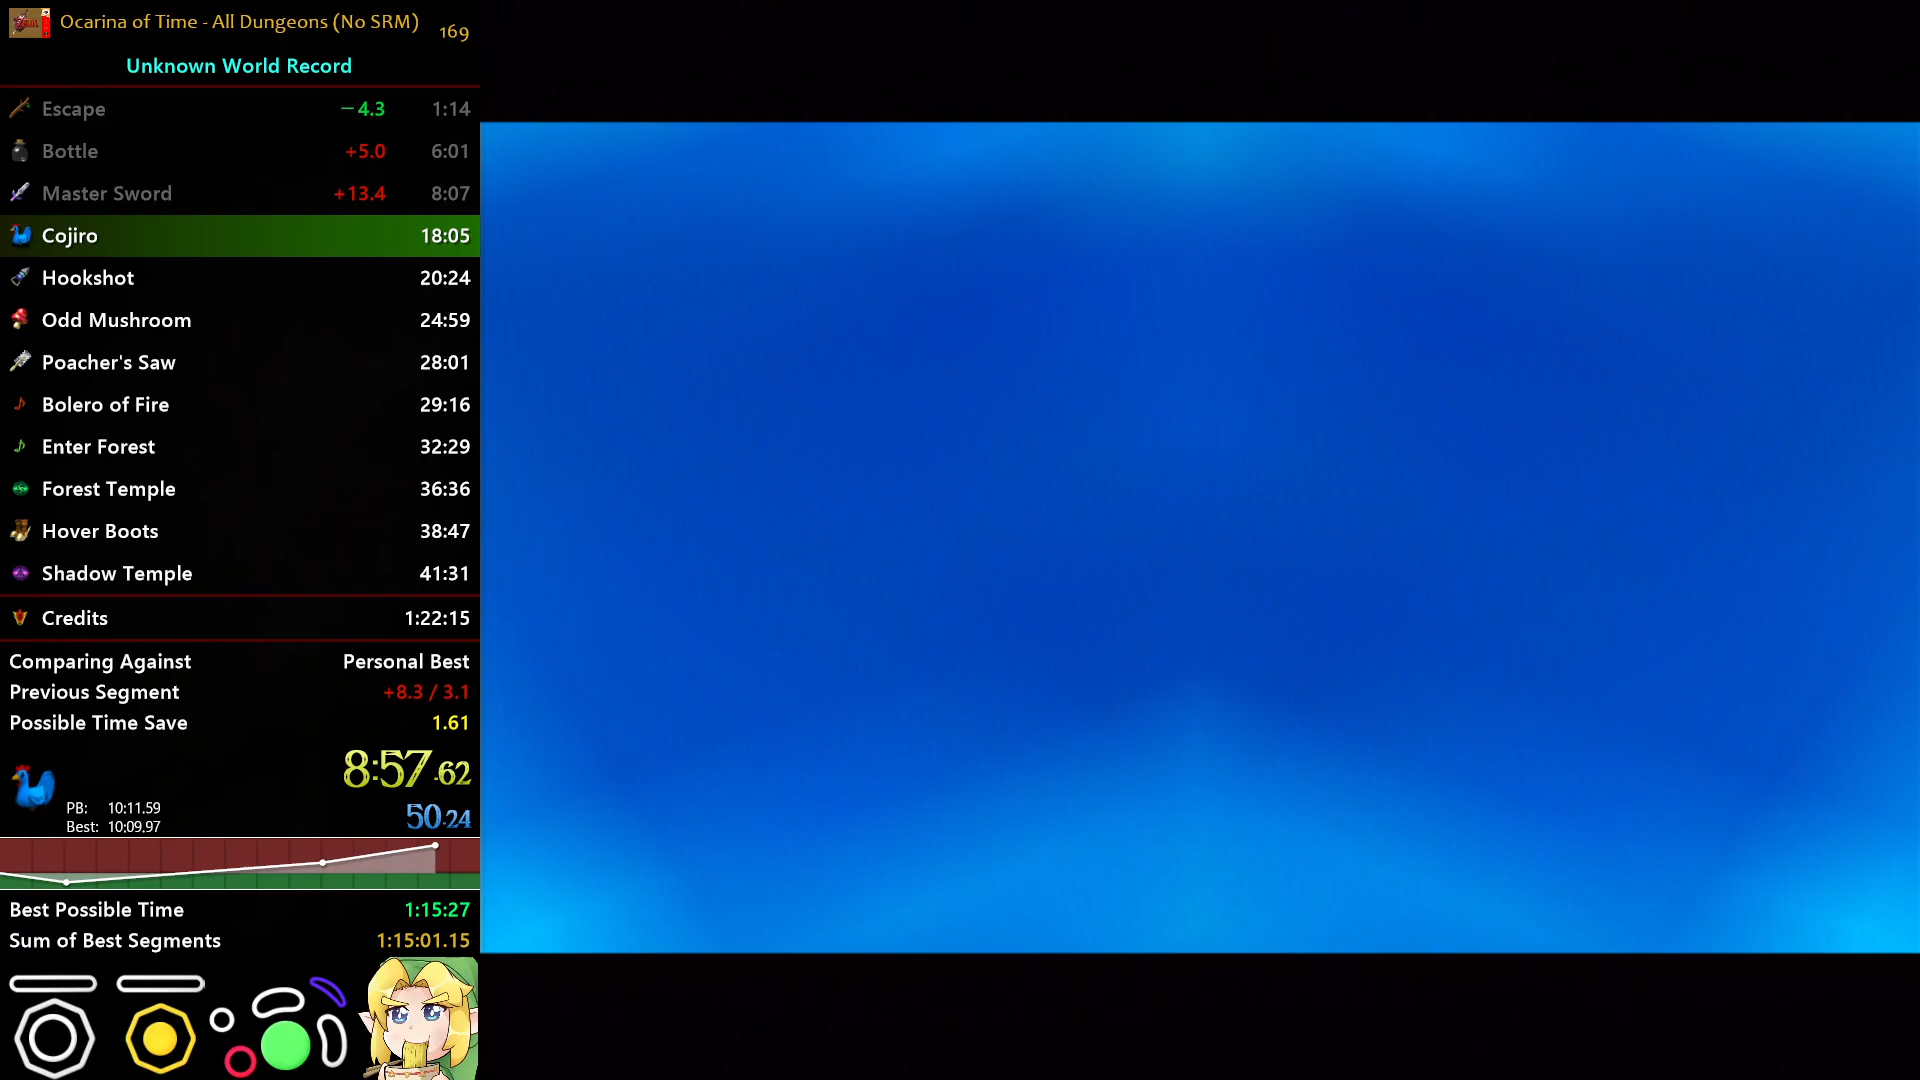 Ocarina of Time - All Dungeons (No SRM) 169
Unknown World Record
Escape −4.3 1:14
Bottle +5.0 6:01
Master Sword +13.4 8:07
Cojiro 18:05
Hookshot 20:24
Odd Mushroom 24:59
Poacher's Saw 28:01
Bolero of Fire 29:16
Enter Forest 32:29
Forest Temple 36:36
Hover Boots 38:47
Shadow Temple 41:31
Credits 1:22:15
Comparing Against Personal Best
Previous Segment +8.3 / 3.1
Possible Time Save 1.61
8:57.62
PB: 10:11.59
Best: 10:09.97
50.24
Best Possible Time 1:15:27
Sum of Best Segments 1:15:01.15